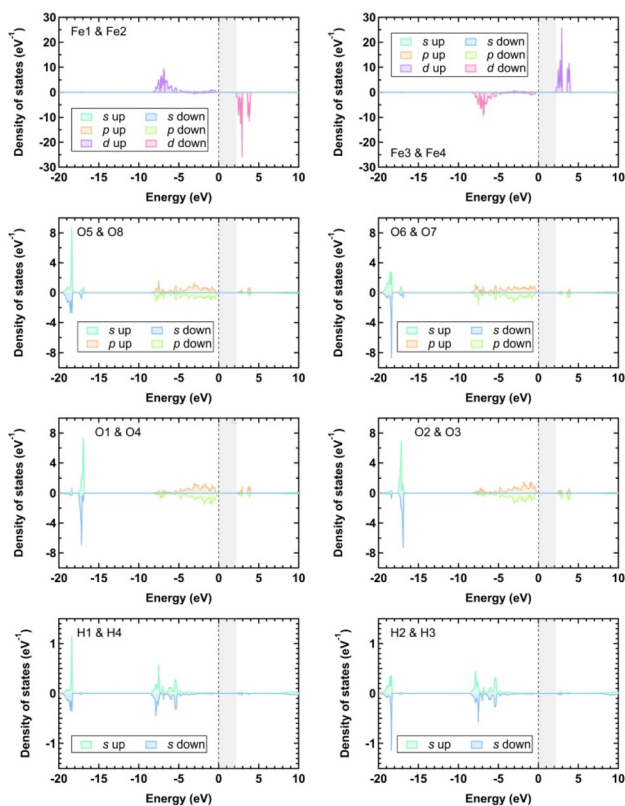 Fe1 & Fe2
Density of states (eV-1)
30
20
10
0
-10
-20
-30
s up s down
p up p down
d up d down
-20 -15 -10 -5 0 5 10
Energy (eV)
Fe3 & Fe4
Density of states (eV-1)
30
20
10
0
-10
-20
-30
s up s down
p up p down
d up d down
-20 -15 -10 -5 0 5 10
Energy (eV)
O5 & O8
Density of states (eV-1)
8
4
0
-4
-8
s up s down
p up p down
-20 -15 -10 -5 0 5 10
Energy (eV)
O6 & O7
Density of states (eV-1)
8
4
0
-4
-8
s up s down
p up p down
-20 -15 -10 -5 0 5 10
Energy (eV)
O1 & O4
Density of states (eV-1)
8
4
0
-4
-8
-20 -15 -10 -5 0 5 10
Energy (eV)
O2 & O3
Density of states (eV-1)
8
4
0
-4
-8
-20 -15 -10 -5 0 5 10
Energy (eV)
H1 & H4
Density of states (eV-1)
1
0
-1
s up s down
-20 -15 -10 -5 0 5 10
Energy (eV)
H2 & H3
Density of states (eV-1)
1
0
-1
s up s down
-20 -15 -10 -5 0 5 10
Energy (eV)